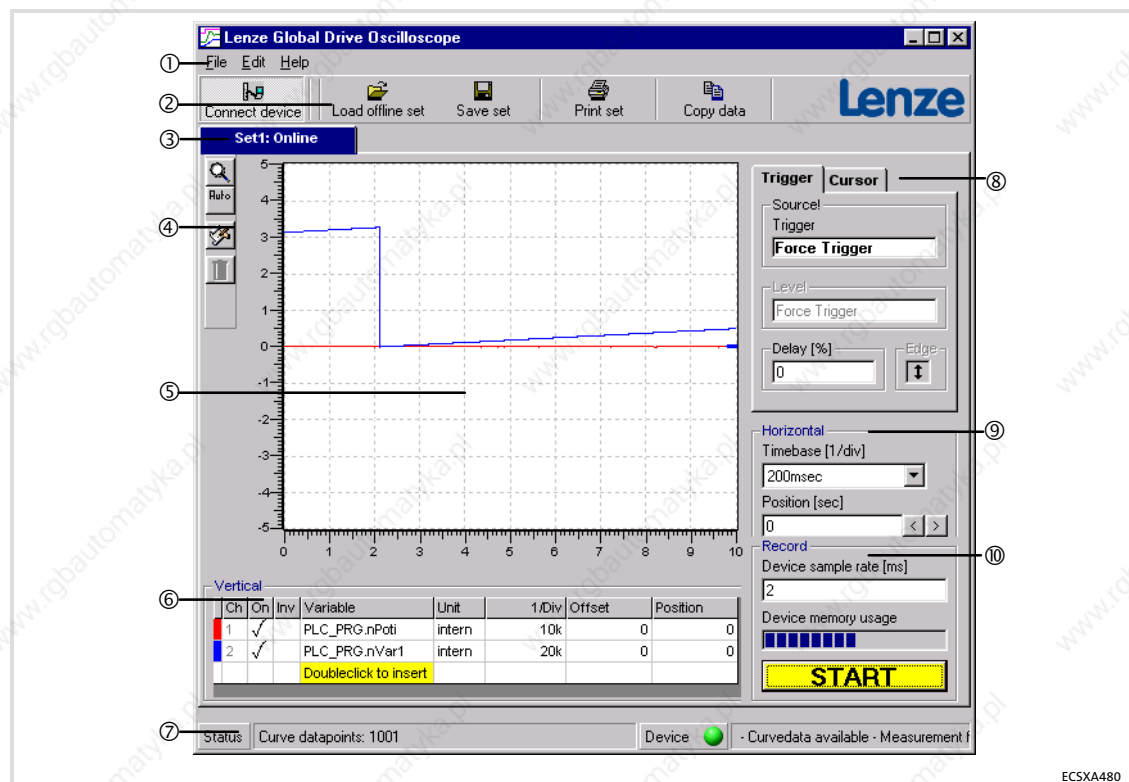 Lenze Global Drive Oscilloscope
① File Edit Help
② Connect device Load offline set Save set Print set Copy data Lenze
③ Set1: Online
④ Auto
5
4
3
2
1
0
-1
-2
-3
-4
-5
0 1 2 3 4 5 6 7 8 9 10
⑤
Trigger Cursor ⑧
Source!
Trigger
Force Trigger
Level
Force Trigger
Delay [%] Edge
0
Horizontal ⑨
Timebase [1/div]
200msec
Position [sec]
0 < >
Record ⑩
Device sample rate [ms]
2
Device memory usage
START
Vertical
⑥ Ch On Inv Variable Unit 1/Div Offset Position
1 ✓ PLC_PRG.nPoti intern 10k 0 0
2 ✓ PLC_PRG.nVar1 intern 20k 0 0
Doubleclick to insert
⑦ Status Curve datapoints: 1001 Device - Curvedata available - Measurement f
ECSXA480
www.rgbautomatyka.pl